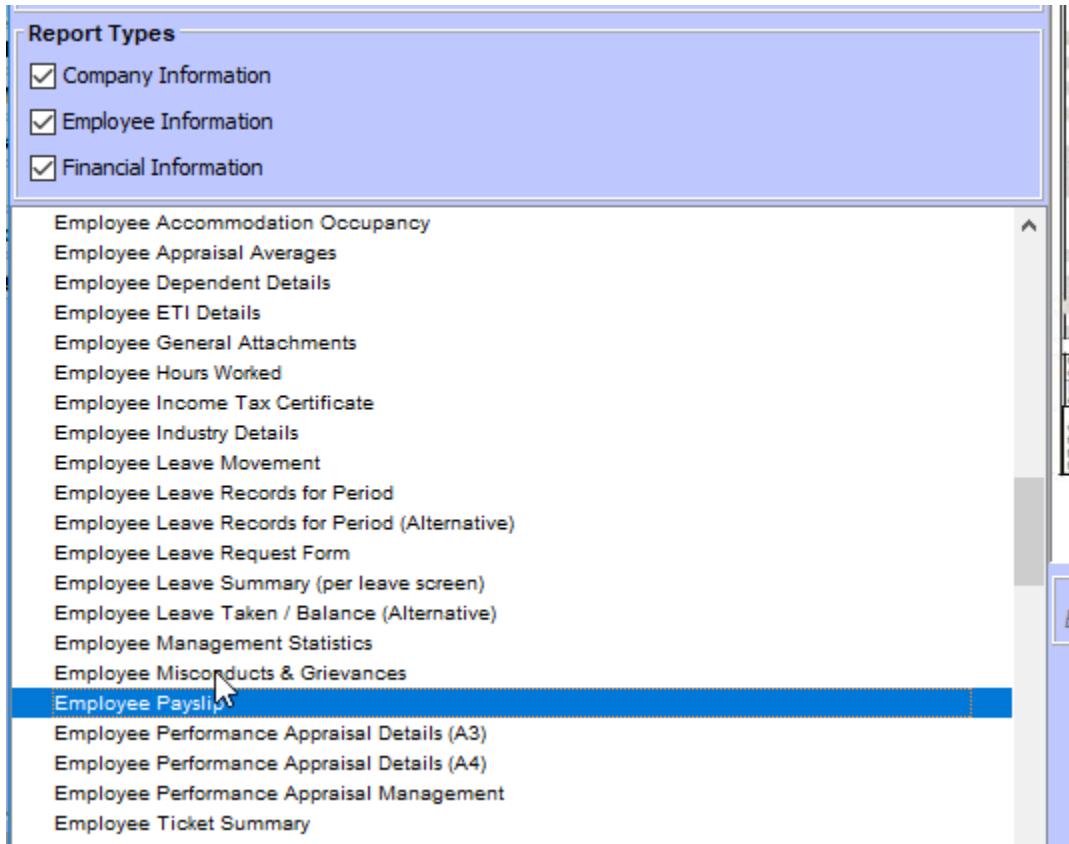 Report Types
Company Information
Employee Information
Financial Information
Employee Accommodation Occupancy
Employee Appraisal Averages
Employee Dependent Details
Employee ETI Details
Employee General Attachments
Employee Hours Worked
Employee Income Tax Certificate
Employee Industry Details
Employee Leave Movement
Employee Leave Records for Period
Employee Leave Records for Period (Alternative)
Employee Leave Request Form
Employee Leave Summary (per leave screen)
Employee Leave Taken / Balance (Alternative)
Employee Management Statistics
Employee Misconducts & Grievances
Employee Payslip
Employee Performance Appraisal Details (A3)
Employee Performance Appraisal Details (A4)
Employee Performance Appraisal Management
Employee Ticket Summary